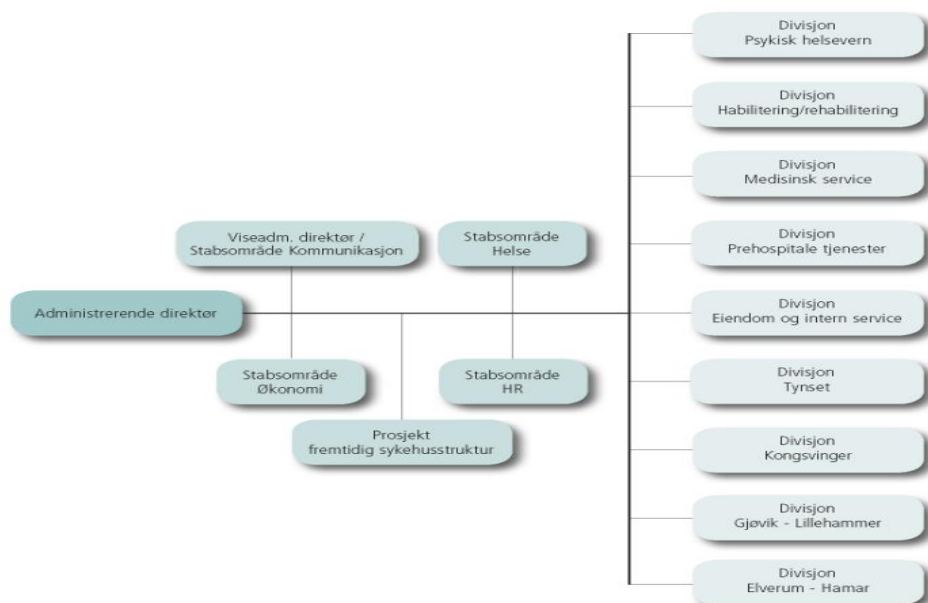 Administrerende direktør
Viseadm. direktør /
Stabsområde Kommunikasjon
Stabsområde
Helse
Stabsområde
Økonomi
Stabsområde
HR
Prosjekt
fremtidig sykehusstruktur
Divisjon
Psykisk helsevern
Divisjon
Habilitering/rehabilitering
Divisjon
Medisinsk service
Divisjon
Prehospitale tjenester
Divisjon
Eiendom og intern service
Divisjon
Tynset
Divisjon
Kongsvinger
Divisjon
Gjøvik - Lillehammer
Divisjon
Elverum - Hamar